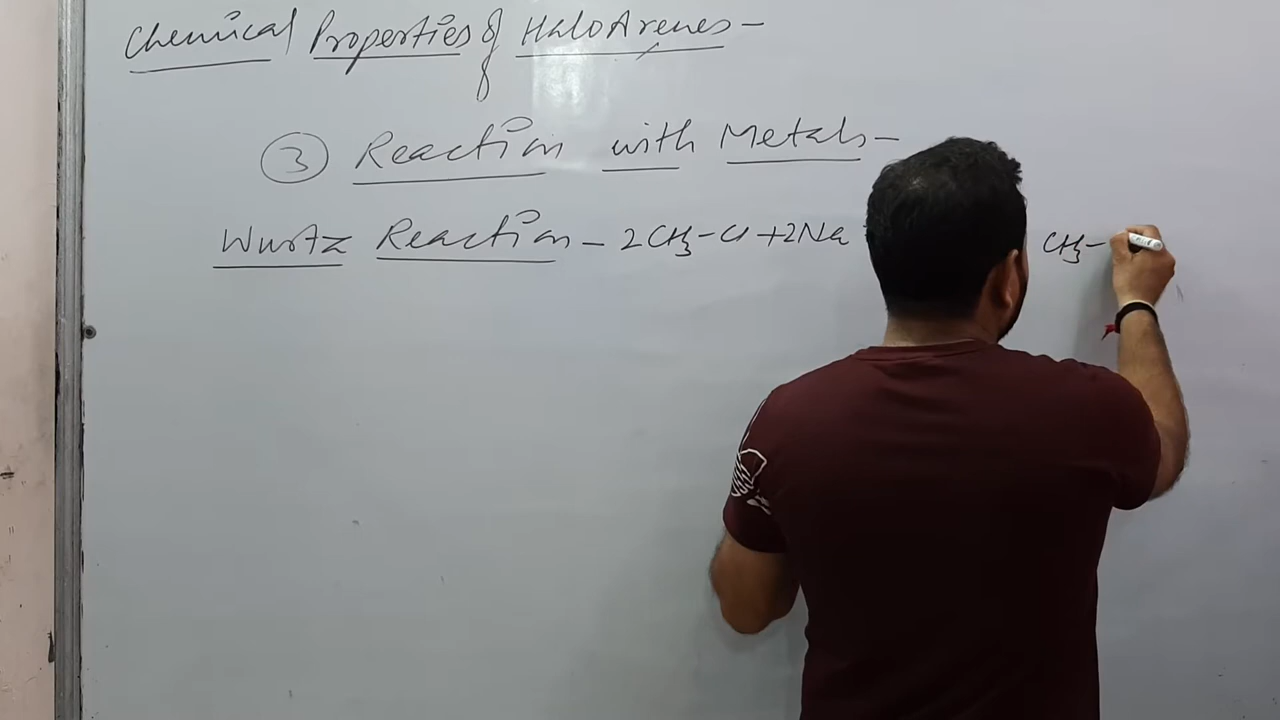 Chemical Properties of HaloArenes -
③ Reaction with Metals -
Wurtz Reaction - 2CH3-Cl + 2Na CH3-